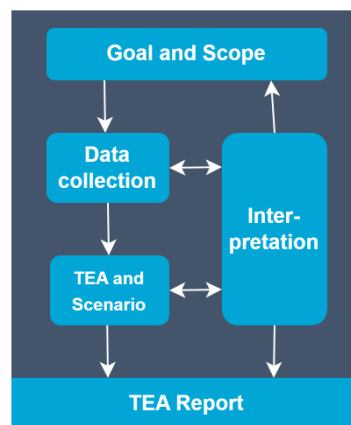 Goal and Scope
Data
collection
Inter-
pretation
TEA and
Scenario
TEA Report